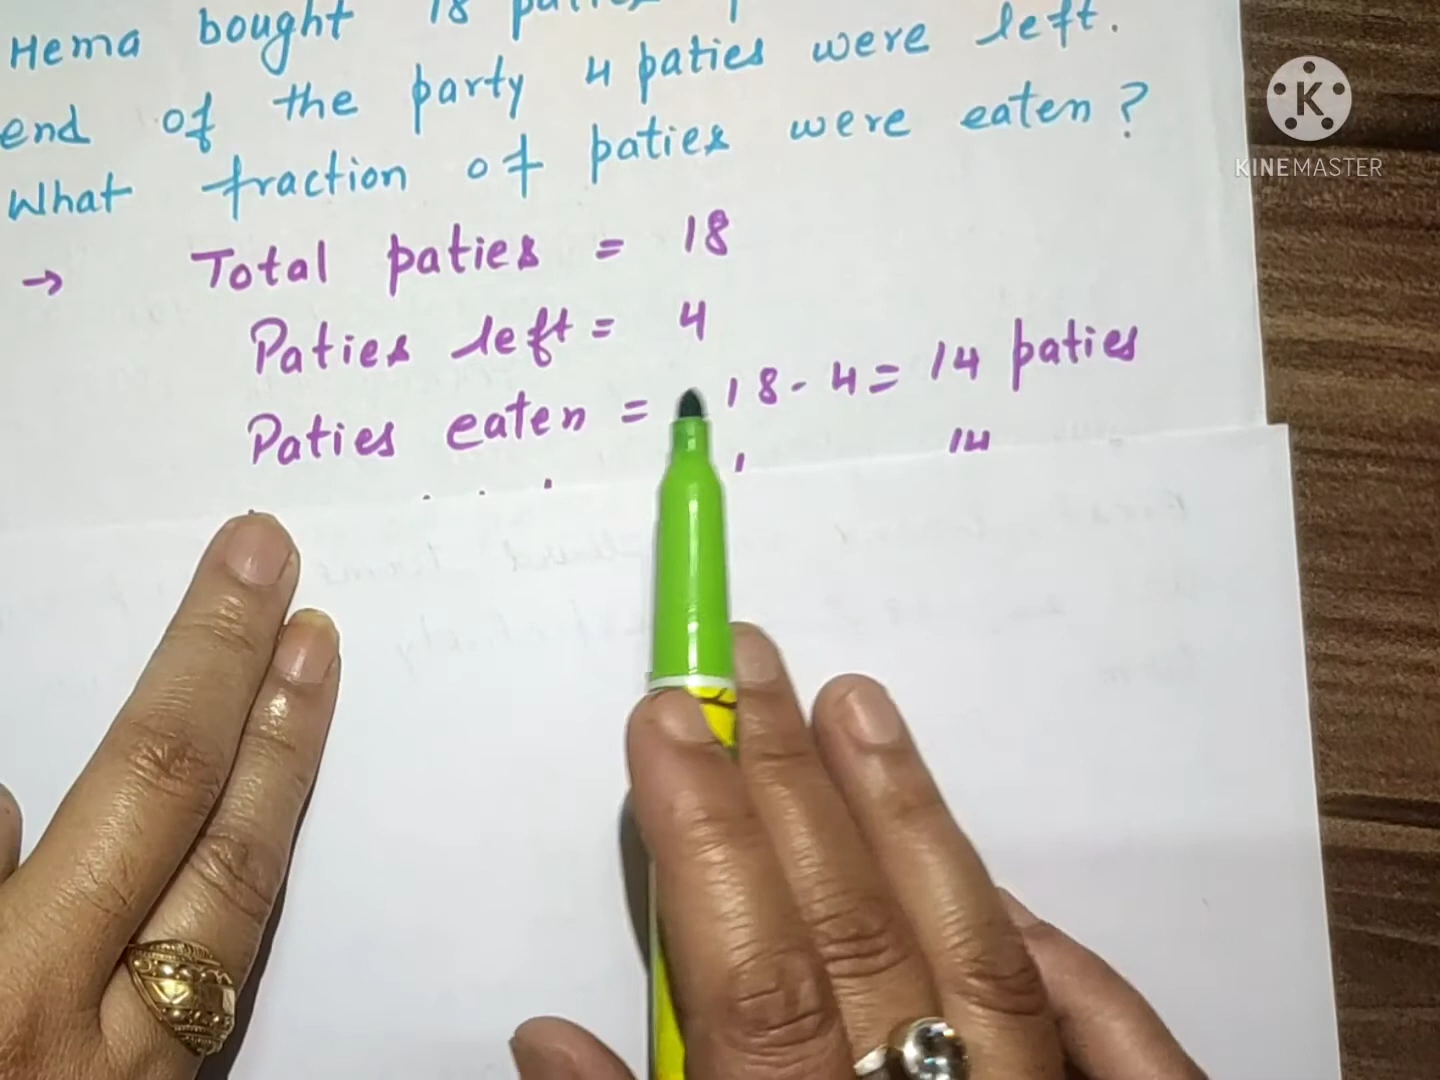 Hema bought 18 paties
end of the party 4 paties were left.
What fraction of paties were eaten?
→ Total paties = 18
Paties left = 4
Paties eaten = 18 - 4 = 14 paties
14
K
KINEMASTER